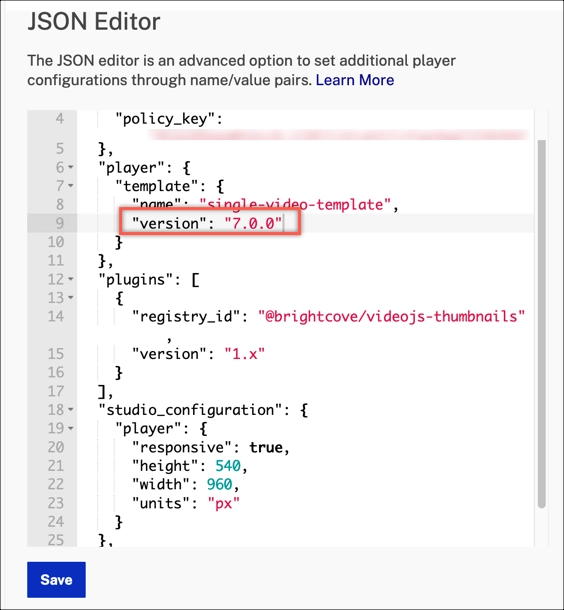 JSON Editor
The JSON editor is an advanced option to set additional player
configurations through name/value pairs. Learn More
4 "policy_key":
5 },
6 "player": {
7 "template": {
8 "name": "single-video-template",
9 "version": "7.0.0"
10 }
11 },
12 "plugins": [
13 {
14 "registry_id": "@brightcove/videojs-thumbnails"
,
15 "version": "1.x"
16 }
17 ],
18 "studio_configuration": {
19 "player": {
20 "responsive": true,
21 "height": 540,
22 "width": 960,
23 "units": "px"
24 }
25 },
Save